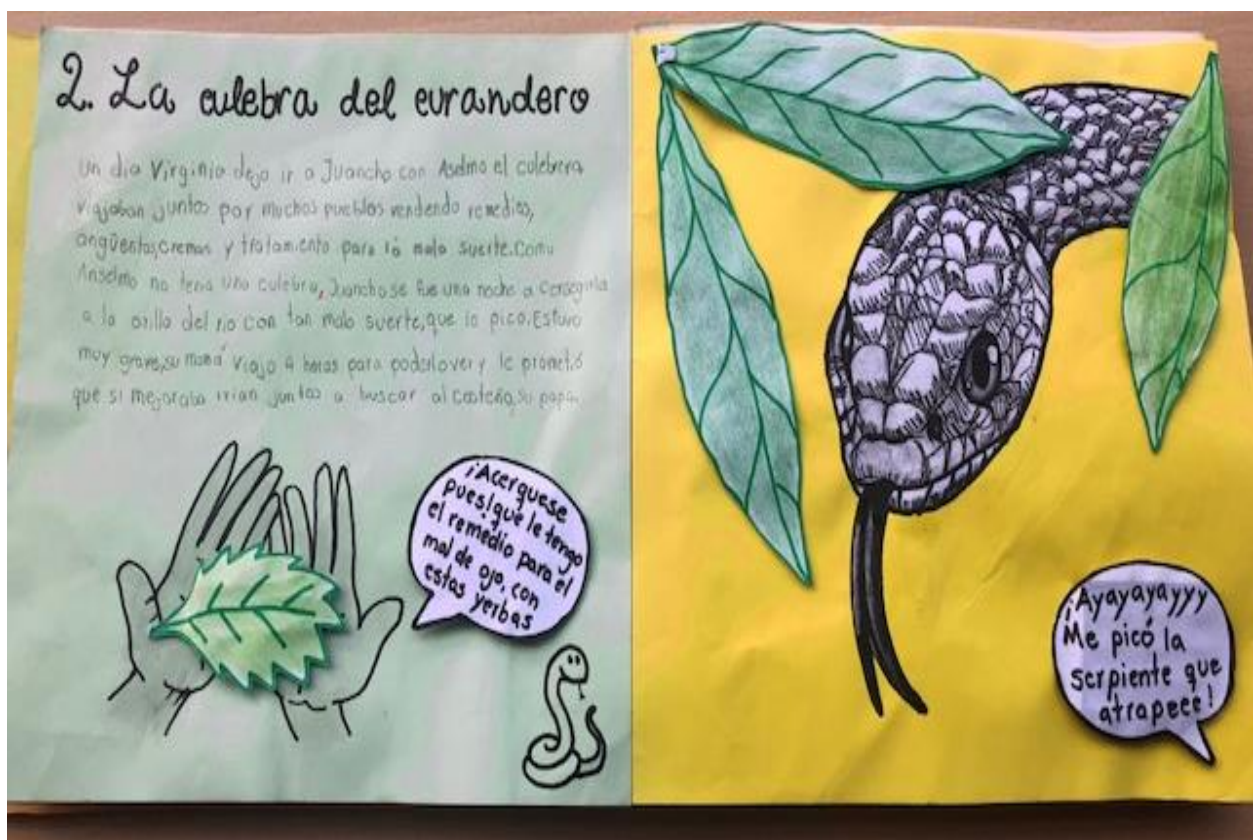 2. La culebra del curandero
Un dia Virginia dejo ir a Juancho con Aselmo el culebrera
viajaban juntos por muchos pueblos vendendo remedios,
ongüentos,cremas y tratamiento para la mala suerte.Como
Anselmo no tenia una culebra, Juancho se fue una noche a conseguirla
a la orilla del rio con tan mala suerte,que lo pico.Estuvo
muy grave,su mamá viajo 4 horas para poderlo ver y le prometió
que si mejoraba irian juntos a buscar al Costeño,su papa.
¡Acerquese
pues!que le tengo
el remedio para el
mal de ojo, con
estas yerbas
¡Ayayayayyy
Me picó la
serpiente que
atrapeeé!